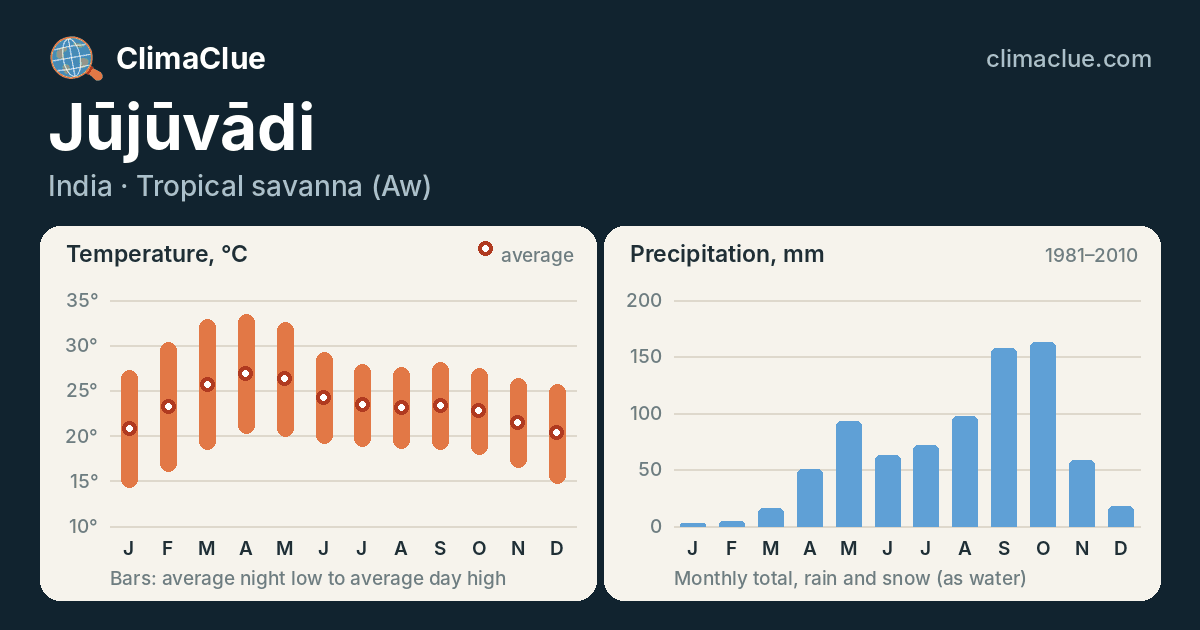 ClimaClue
climaclue.com
Jūjūvādi
India · Tropical savanna (Aw)
Temperature, °C
average
35°
30°
25°
20°
15°
10°
J F M A M J J A S O N D
Bars: average night low to average day high
Precipitation, mm
1981–2010
200
150
100
50
0
J F M A M J J A S O N D
Monthly total, rain and snow (as water)